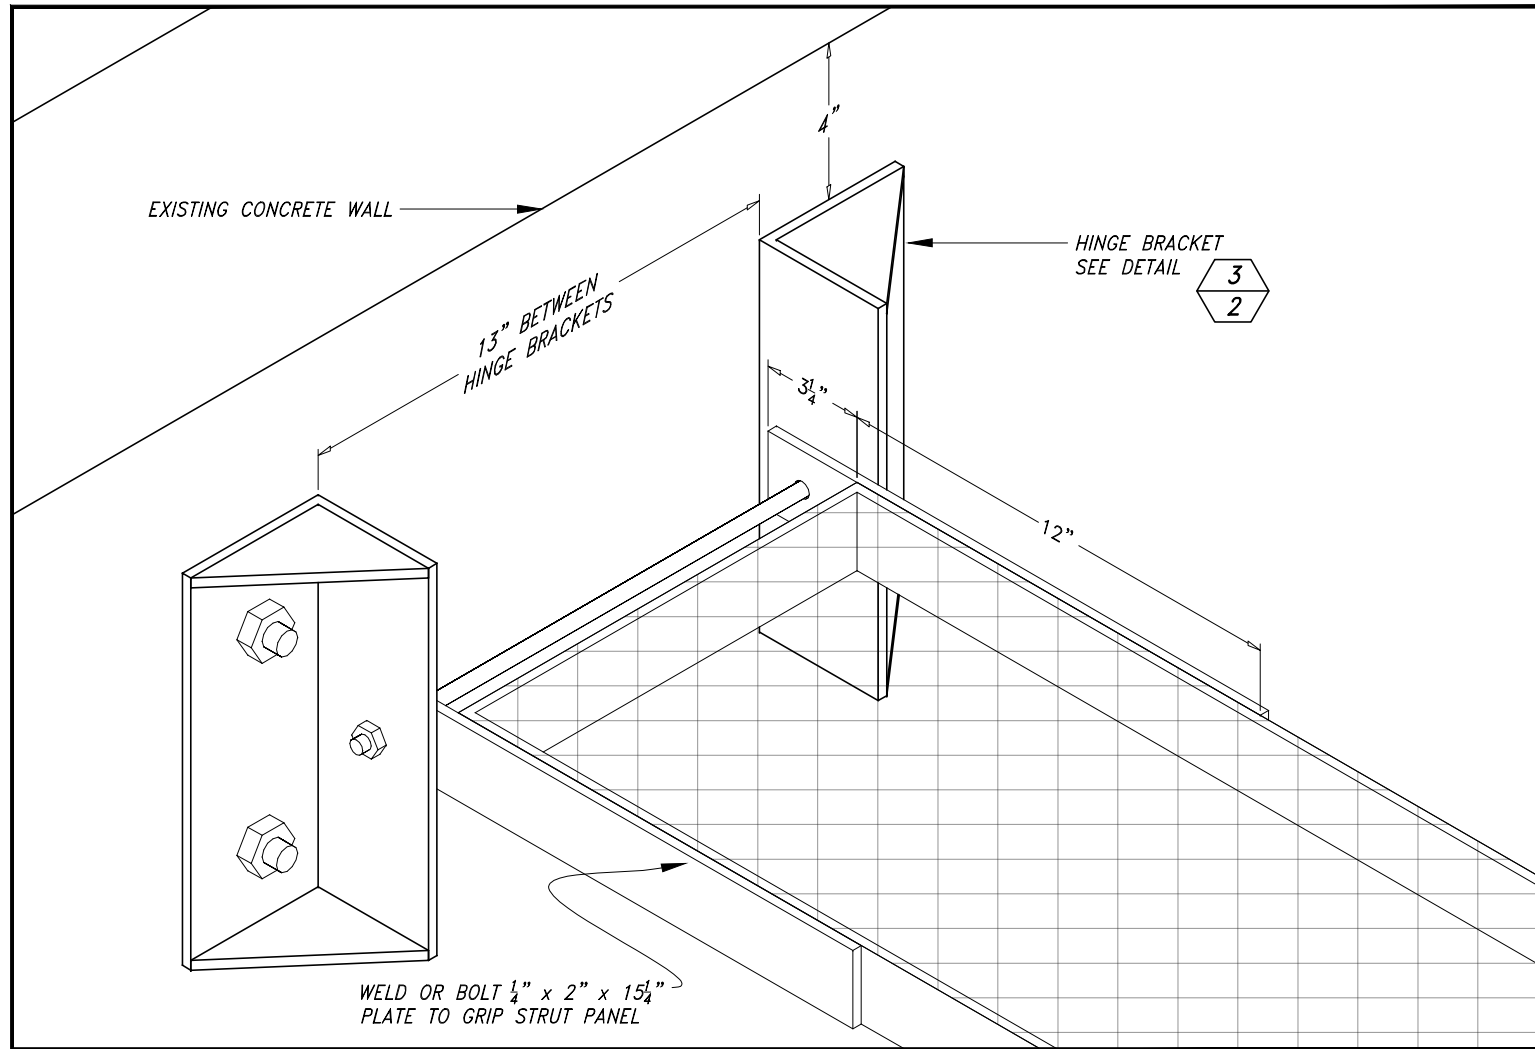 4”
EXISTING CONCRETE WALL
HINGE BRACKET
SEE DETAIL
3
2
13” BETWEEN
HINGE BRACKETS
3¼”
12”
WELD OR BOLT ¼” x 2” x 15¼”
PLATE TO GRIP STRUT PANEL